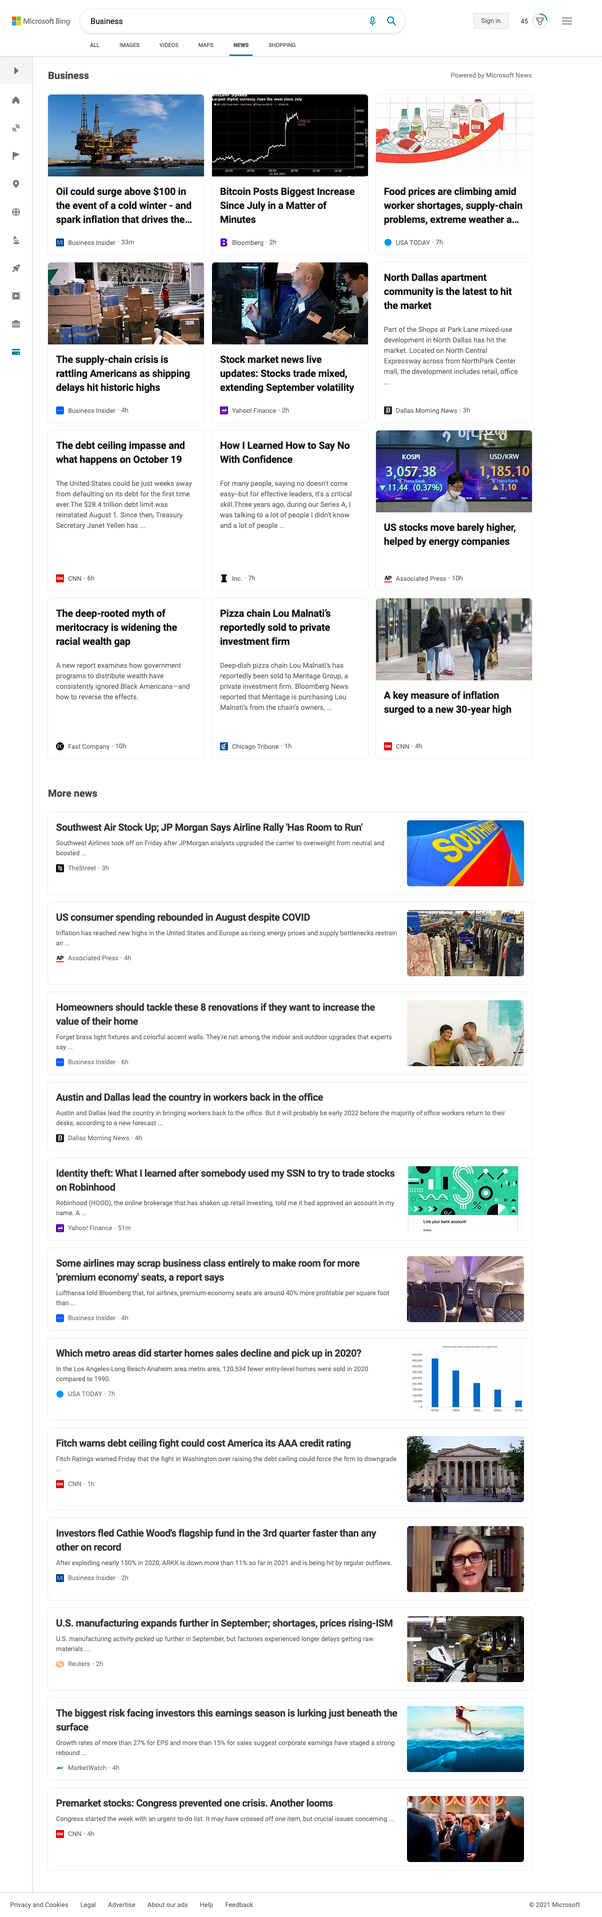 Microsoft Bing
Business
Sign in
45
ALL IMAGES VIDEOS MAPS NEWS SHOPPING
Business
Powered by Microsoft News
Oil could surge above $100 in
the event of a cold winter - and
spark inflation that drives the...
Business Insider · 33m
Bitcoin Posts Biggest Increase
Since July in a Matter of
Minutes
Bloomberg · 2h
Food prices are climbing amid
worker shortages, supply-chain
problems, extreme weather a...
USA TODAY · 7h
The supply-chain crisis is
rattling Americans as shipping
delays hit historic highs
Business Insider · 4h
Stock market news live
updates: Stocks trade mixed,
extending September volatility
Yahoo! Finance · 2h
North Dallas apartment
community is the latest to hit
the market
Part of the Shops at Park Lane mixed-use
development in North Dallas has hit the
market. Located on North Central
Expressway across from NorthPark Center
mall, the development includes retail, office
...
Dallas Morning News · 3h
The debt ceiling impasse and
what happens on October 19
The United States could be just weeks away
from defaulting on its debt for the first time
ever.The $28.4 trillion debt limit was
reinstated August 1. Since then, Treasury
Secretary Janet Yellen has ...
CNN · 6h
How I Learned How to Say No
With Confidence
For many people, saying no doesn't come
easy–but for effective leaders, it's a critical
skill.Three years ago, during our Series A, I
was talking to a lot of people I didn't know
and a lot of people ...
Inc. · 7h
KOSPI USD/KRW
3,057.38 1,185.10
▼11.44 (0.37%) ▲1.10
US stocks move barely higher,
helped by energy companies
Associated Press · 10h
The deep-rooted myth of
meritocracy is widening the
racial wealth gap
A new report examines how government
programs to distribute wealth have
consistently ignored Black Americans—and
how to reverse the effects.
Fast Company · 10h
Pizza chain Lou Malnati's
reportedly sold to private
investment firm
Deep-dish pizza chain Lou Malnati's has
reportedly been sold to Meritage Group, a
private investment firm. Bloomberg News
reported that Meritage is purchasing Lou
Malnati's from the chain's owners, ...
Chicago Tribune · 1h
A key measure of inflation
surged to a new 30-year high
CNN · 4h
More news
Southwest Air Stock Up; JP Morgan Says Airline Rally 'Has Room to Run'
Southwest Airlines took off on Friday after JPMorgan analysts upgraded the carrier to overweight from neutral and
boosted ...
TheStreet · 3h
SOUTHWEST
US consumer spending rebounded in August despite COVID
Inflation has reached new highs in the United States and Europe as rising energy prices and supply bottlenecks restrain
an ...
Associated Press · 4h
Homeowners should tackle these 8 renovations if they want to increase the
value of their home
Forget brass light fixtures and colorful accent walls. They're not among the indoor and outdoor upgrades that experts
say ...
Business Insider · 6h
Austin and Dallas lead the country in workers back in the office
Austin and Dallas lead the country in bringing workers back to the office. But it will probably be early 2022 before the majority of office workers return to their
desks, according to a new forecast ...
Dallas Morning News · 4h
Identity theft: What I learned after somebody used my SSN to try to trade stocks
on Robinhood
Robinhood (HOOD), the online brokerage that has shaken up retail investing, told me it had approved an account in my
name. A ...
Yahoo! Finance · 51m
Link your bank account!
Some airlines may scrap business class entirely to make room for more
'premium economy' seats, a report says
Lufthansa told Bloomberg that, for airlines, premium-economy seats are around 40% more profitable per square foot
than ...
Business Insider · 4h
Which metro areas did starter homes sales decline and pick up in 2020?
In the Los Angeles-Long Beach-Anaheim area metro area, 120,534 fewer entry-level homes were sold in 2020
compared to 1990.
USA TODAY · 7h
Fitch warns debt ceiling fight could cost America its AAA credit rating
Fitch Ratings warned Friday that the fight in Washington over raising the debt ceiling could force the firm to downgrade
...
CNN · 1h
Investors fled Cathie Wood's flagship fund in the 3rd quarter faster than any
other on record
After exploding nearly 150% in 2020, ARKK is down more than 11% so far in 2021 and is being hit by regular outflows.
Business Insider · 2h
U.S. manufacturing expands further in September; shortages, prices rising-ISM
U.S. manufacturing activity picked up further in September, but factories experienced longer delays getting raw
materials ...
Reuters · 2h
The biggest risk facing investors this earnings season is lurking just beneath the
surface
Growth rates of more than 27% for EPS and more than 15% for sales suggest corporate earnings have staged a strong
rebound ...
MarketWatch · 4h
Premarket stocks: Congress prevented one crisis. Another looms
Congress started the week with an urgent to-do list. It may have crossed off one item, but crucial issues concerning ...
CNN · 4h
Privacy and Cookies Legal Advertise About our ads Help Feedback © 2021 Microsoft